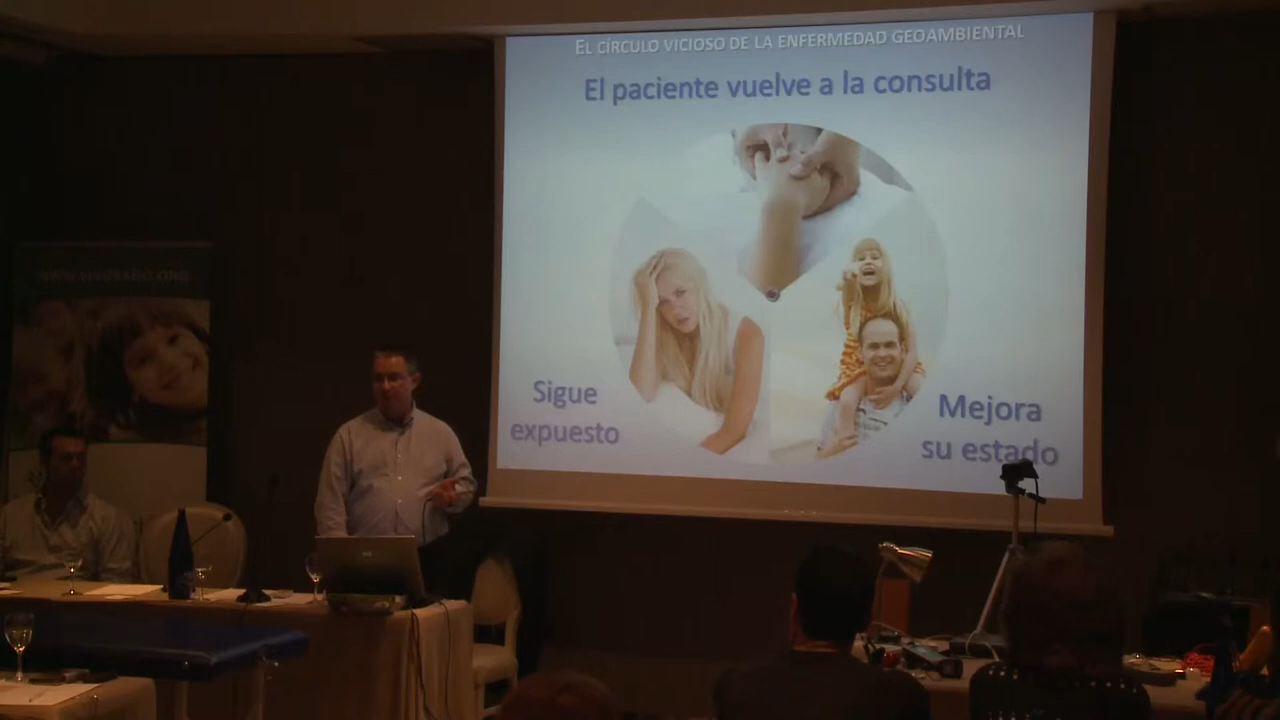 EL CÍRCULO VICIOSO DE LA ENFERMEDAD GEOAMBIENTAL
El paciente vuelve a la consulta
Sigue
expuesto
Mejora
su estado